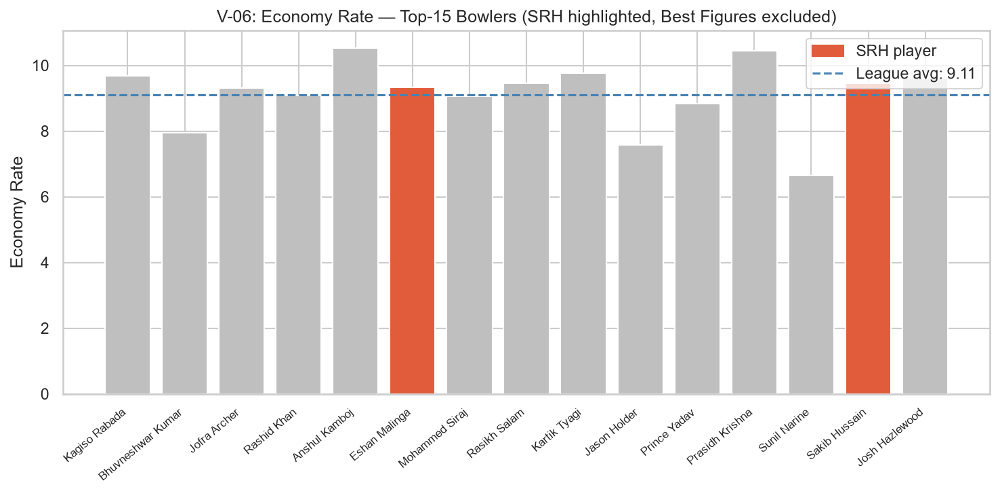 V-06: Economy Rate — Top-15 Bowlers (SRH highlighted, Best Figures excluded)
SRH player
League avg: 9.11
Economy Rate
10
8
6
4
2
0
Kagiso Rabada
Bhuvneshwar Kumar
Jofra Archer
Rashid Khan
Anshul Kamboj
Eshan Malinga
Mohammed Siraj
Rasikh Salam
Kartik Tyagi
Jason Holder
Prince Yadav
Prasidh Krishna
Sunil Narine
Sakib Hussain
Josh Hazlewood